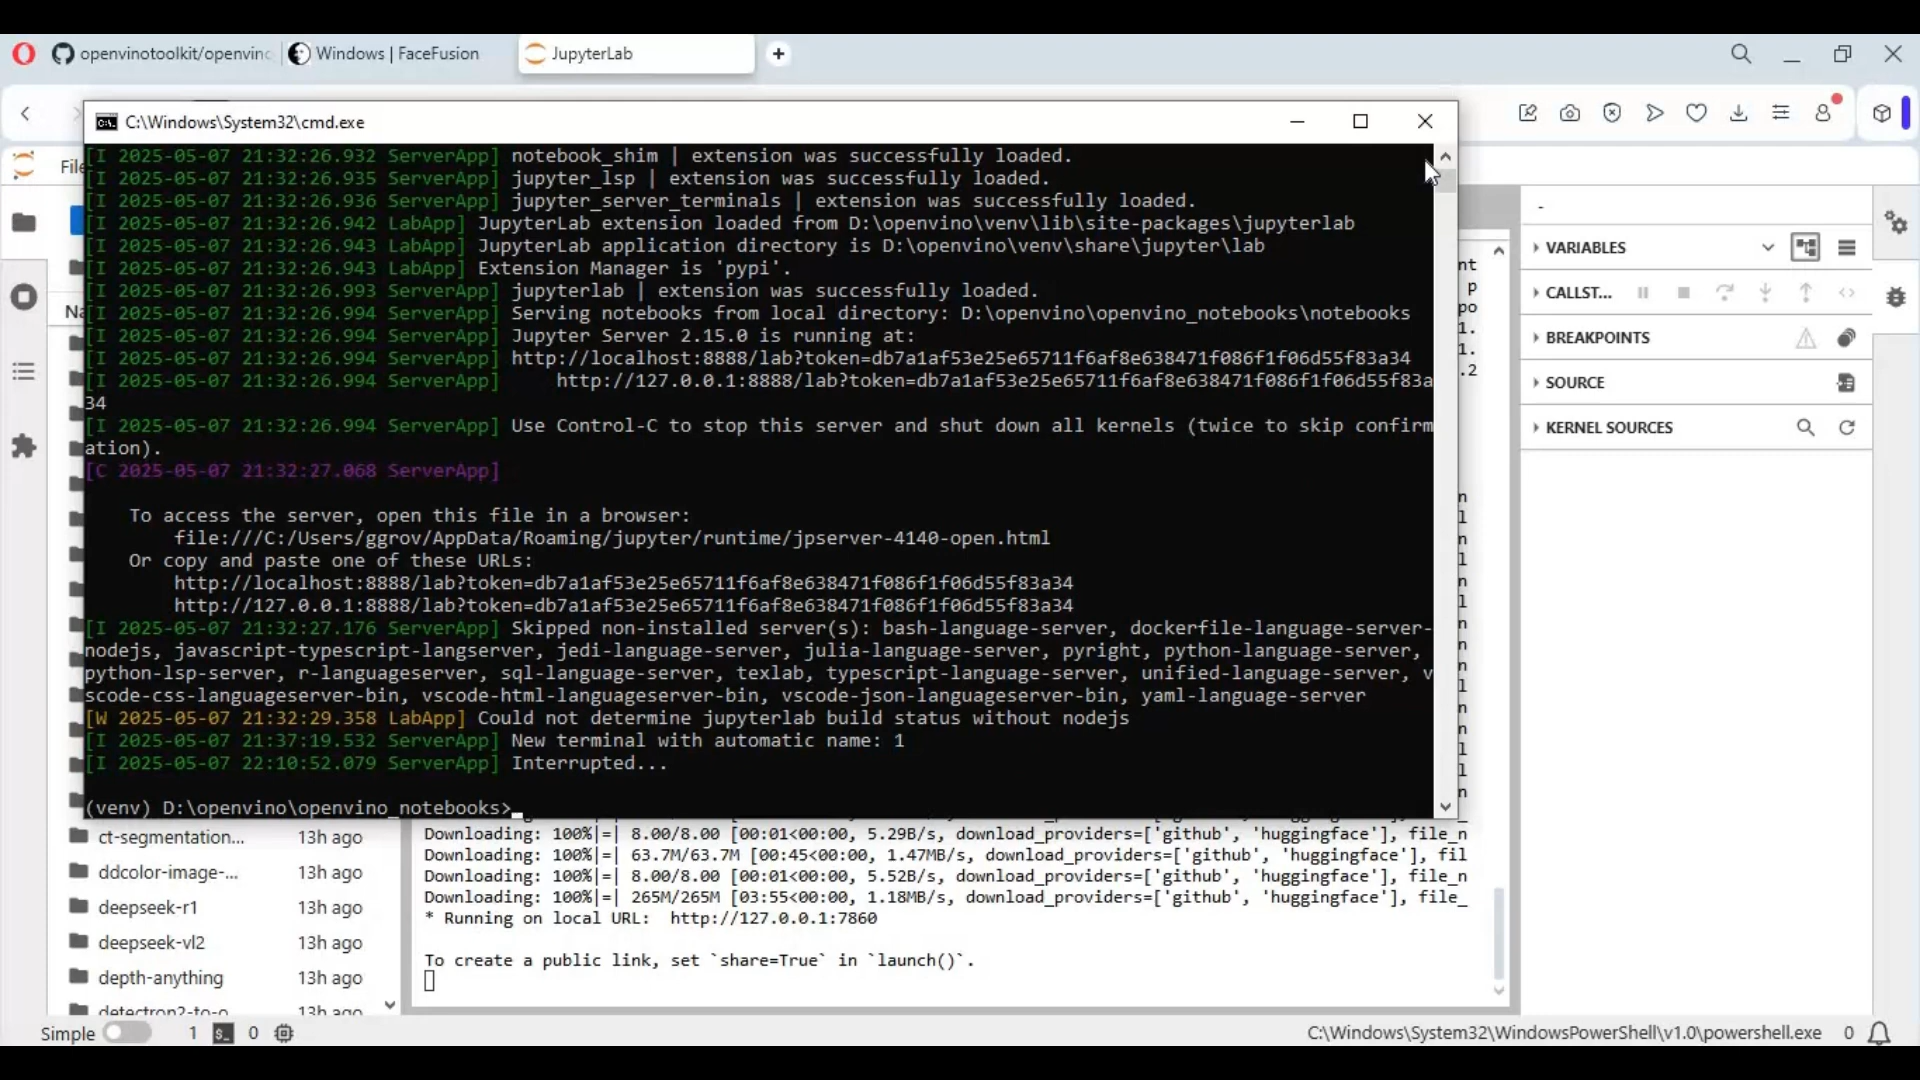 openvinotoolkit/openvino
Windows | FaceFusion
JupyterLab
C:\Windows\System32\cmd.exe
File
[I 2025-05-07 21:32:26.932 ServerApp] notebook_shim | extension was successfully loaded.
[I 2025-05-07 21:32:26.935 ServerApp] jupyter_lsp | extension was successfully loaded.
[I 2025-05-07 21:32:26.936 ServerApp] jupyter_server_terminals | extension was successfully loaded.
[I 2025-05-07 21:32:26.942 LabApp] JupyterLab extension loaded from D:\openvino\venv\lib\site-packages\jupyterlab
[I 2025-05-07 21:32:26.943 LabApp] JupyterLab application directory is D:\openvino\venv\share\jupyter\lab
[I 2025-05-07 21:32:26.943 LabApp] Extension Manager is 'pypi'.
[I 2025-05-07 21:32:26.993 ServerApp] jupyterlab | extension was successfully loaded.
[I 2025-05-07 21:32:26.994 ServerApp] Serving notebooks from local directory: D:\openvino\openvino_notebooks\notebooks
[I 2025-05-07 21:32:26.994 ServerApp] Jupyter Server 2.15.0 is running at:
[I 2025-05-07 21:32:26.994 ServerApp] http://localhost:8888/lab?token=db7a1af53e25e65711f6af8e638471f086f1f06d55f83a34
[I 2025-05-07 21:32:26.994 ServerApp]     http://127.0.0.1:8888/lab?token=db7a1af53e25e65711f6af8e638471f086f1f06d55f83a
34
[I 2025-05-07 21:32:26.994 ServerApp] Use Control-C to stop this server and shut down all kernels (twice to skip confirm
ation).
[C 2025-05-07 21:32:27.068 ServerApp]
To access the server, open this file in a browser:
file:///C:/Users/ggrov/AppData/Roaming/jupyter/runtime/jpserver-4140-open.html
Or copy and paste one of these URLs:
http://localhost:8888/lab?token=db7a1af53e25e65711f6af8e638471f086f1f06d55f83a34
http://127.0.0.1:8888/lab?token=db7a1af53e25e65711f6af8e638471f086f1f06d55f83a34
[I 2025-05-07 21:32:27.176 ServerApp] Skipped non-installed server(s): bash-language-server, dockerfile-language-server-
nodejs, javascript-typescript-langserver, jedi-language-server, julia-language-server, pyright, python-language-server,
python-lsp-server, r-languageserver, sql-language-server, texlab, typescript-language-server, unified-language-server, v
scode-css-languageserver-bin, vscode-html-languageserver-bin, vscode-json-languageserver-bin, yaml-language-server
[W 2025-05-07 21:32:29.358 LabApp] Could not determine jupyterlab build status without nodejs
[I 2025-05-07 21:37:19.532 ServerApp] New terminal with automatic name: 1
[I 2025-05-07 22:10:52.079 ServerApp] Interrupted...
(venv) D:\openvino\openvino_notebooks>
-
VARIABLES
CALLST...
BREAKPOINTS
SOURCE
KERNEL SOURCES
ct-segmentation... 13h ago
ddcolor-image-... 13h ago
deepseek-r1 13h ago
deepseek-vl2 13h ago
depth-anything 13h ago
detectron2-to-o... 13h ago
Downloading: 100%|=| 8.00/8.00 [00:01<00:00, 5.29B/s, download_providers=['github', 'huggingface'], file_n
Downloading: 100%|=| 63.7M/63.7M [00:45<00:00, 1.47MB/s, download_providers=['github', 'huggingface'], fil
Downloading: 100%|=| 8.00/8.00 [00:01<00:00, 5.52B/s, download_providers=['github', 'huggingface'], file_n
Downloading: 100%|=| 265M/265M [03:55<00:00, 1.18MB/s, download_providers=['github', 'huggingface'], file_
* Running on local URL:  http://127.0.0.1:7860
To create a public link, set `share=True` in `launch()`.
Simple 1 0
C:\Windows\System32\WindowsPowerShell\v1.0\powershell.exe 0